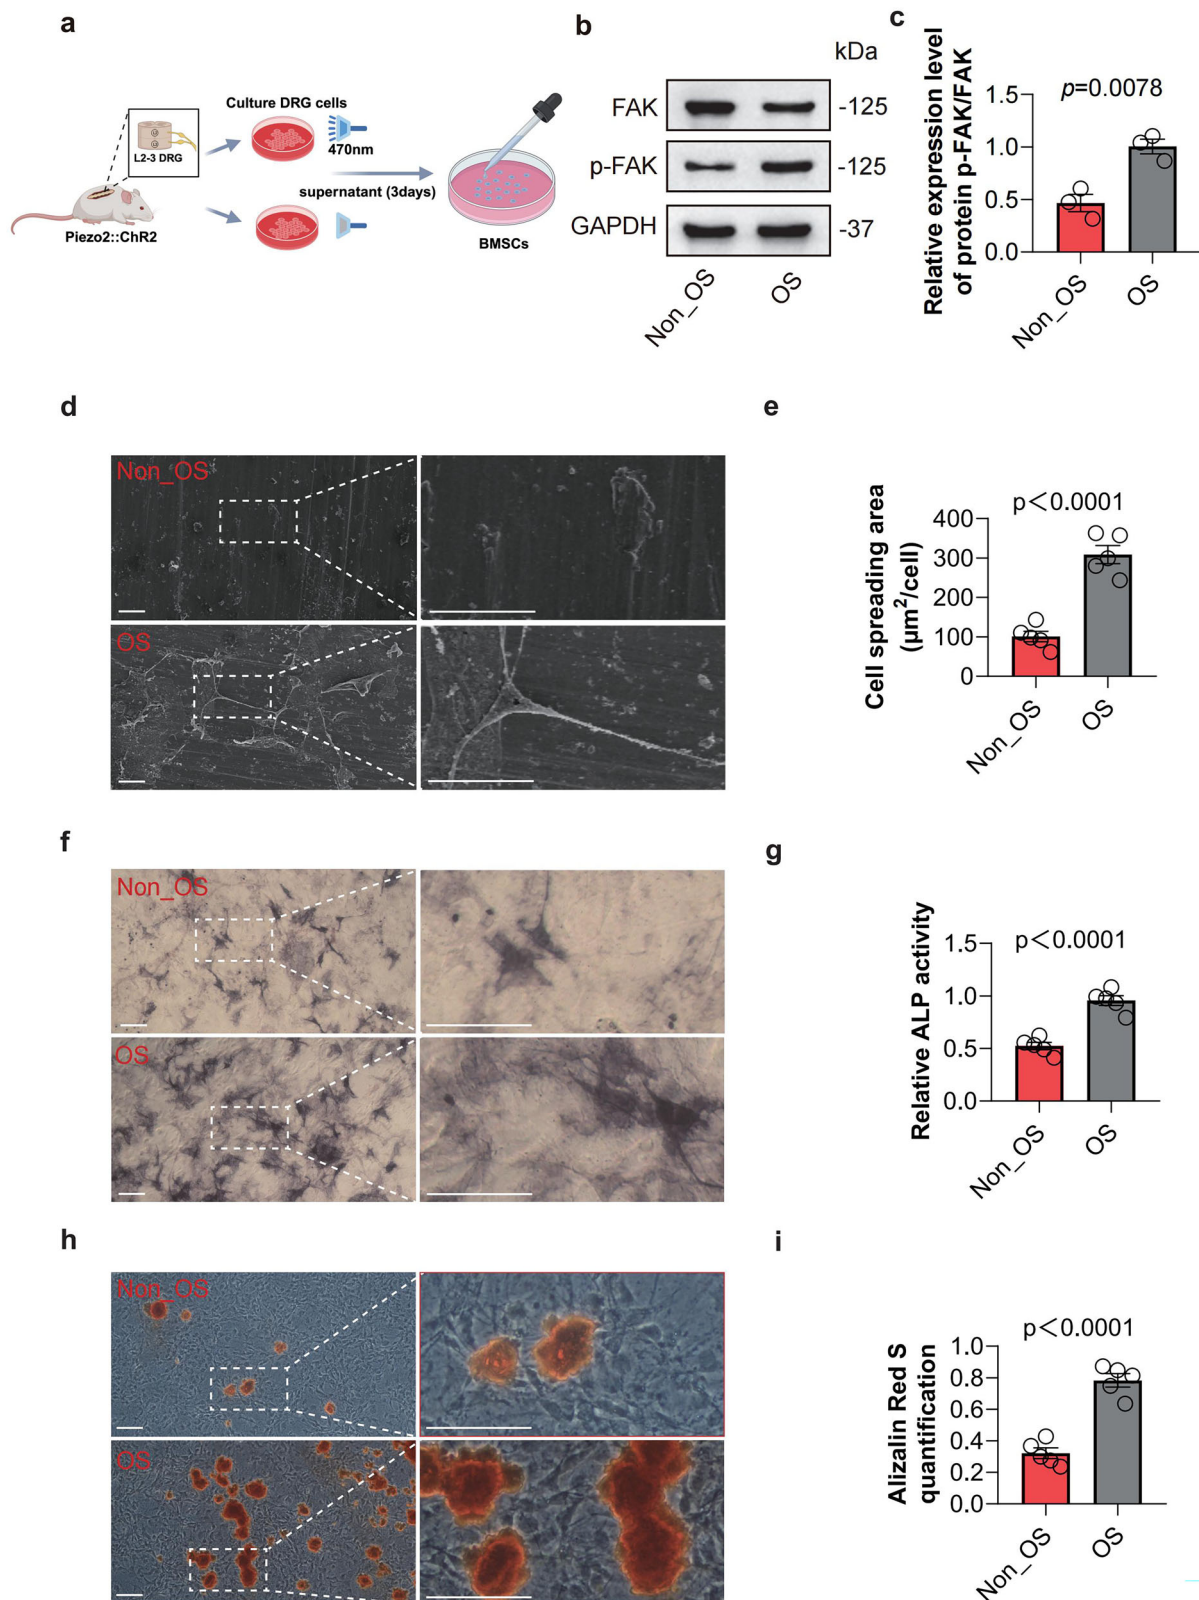 a
Culture DRG cells
L2-3 DRG
470nm
supernatant (3days)
Piezo2::ChR2
BMSCs
b
kDa
FAK
-125
p-FAK
-125
GAPDH
-37
Non_OS
OS
c
Relative expression level
of protein p-FAK/FAK
p=0.0078
1.5
1.0
0.5
0.0
Non_OS
OS
d
Non_OS
OS
e
Cell spreading area
(µm²/cell)
p<0.0001
400
300
200
100
0
Non_OS
OS
f
Non_OS
OS
g
Relative ALP activity
p<0.0001
1.5
1.0
0.5
0.0
Non_OS
OS
h
Non_OS
OS
i
Alizalin Red S
quantification
p<0.0001
1.0
0.8
0.6
0.4
0.2
0.0
Non_OS
OS